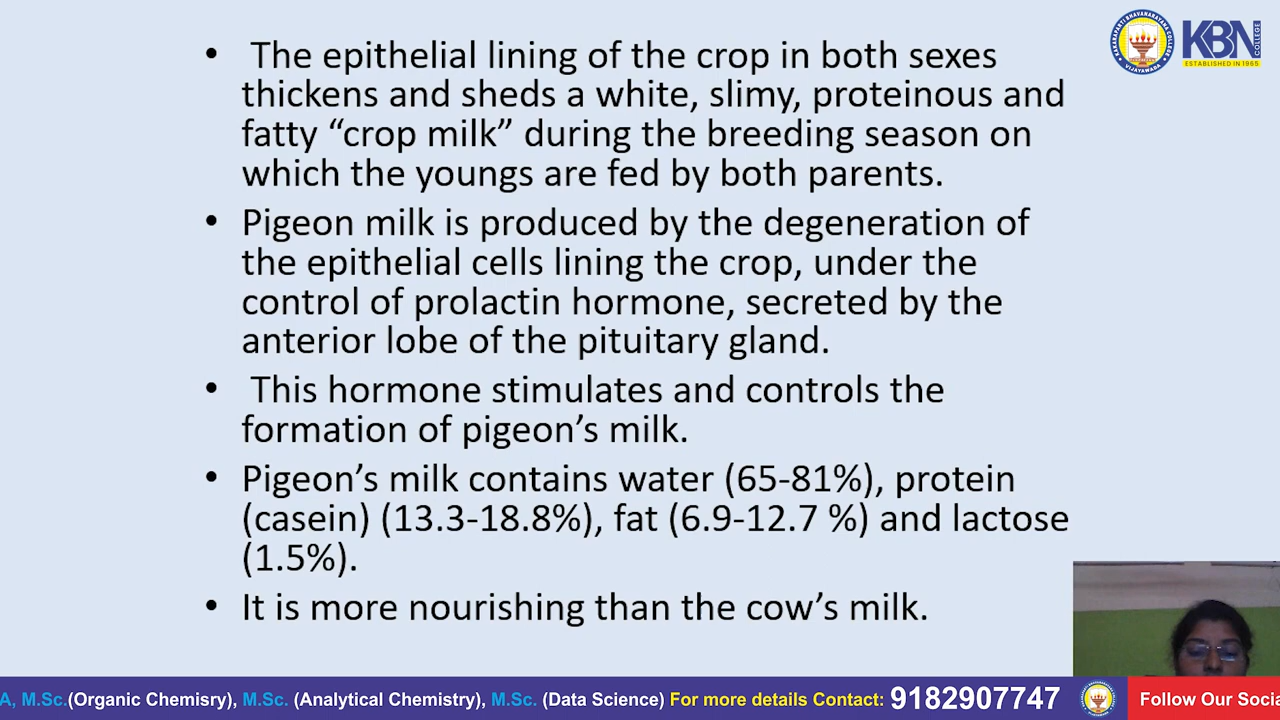 • The epithelial lining of the crop in both sexes
thickens and sheds a white, slimy, proteinous and
fatty “crop milk” during the breeding season on
which the youngs are fed by both parents.
• Pigeon milk is produced by the degeneration of
the epithelial cells lining the crop, under the
control of prolactin hormone, secreted by the
anterior lobe of the pituitary gland.
• This hormone stimulates and controls the
formation of pigeon’s milk.
• Pigeon’s milk contains water (65-81%), protein
(casein) (13.3-18.8%), fat (6.9-12.7 %) and lactose
(1.5%).
• It is more nourishing than the cow’s milk.
KBN
COLLEGE
ESTABLISHED IN 1965
VIJAYAWADA
A, M.Sc.(Organic Chemisry), M.Sc. (Analytical Chemistry), M.Sc. (Data Science) For more details Contact: 9182907747 Follow Our Socia